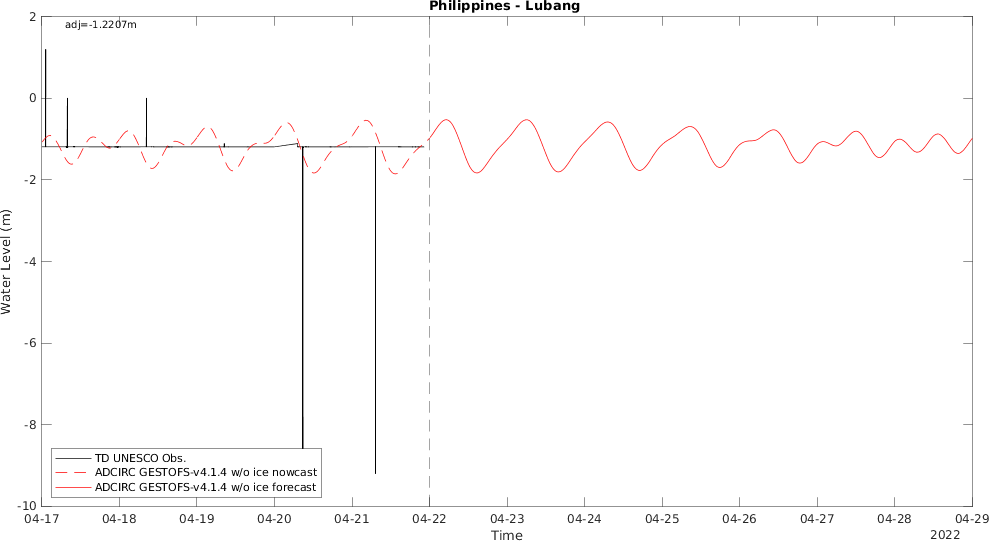 Philippines - Lubang
adj=-1.2207m
2
0
-2
-4
-6
-8
-10
Water Level (m)
TD UNESCO Obs.
ADCIRC GESTOFS-v4.1.4 w/o ice nowcast
ADCIRC GESTOFS-v4.1.4 w/o ice forecast
04-17 04-18 04-19 04-20 04-21 04-22 04-23 04-24 04-25 04-26 04-27 04-28 04-29
Time
2022